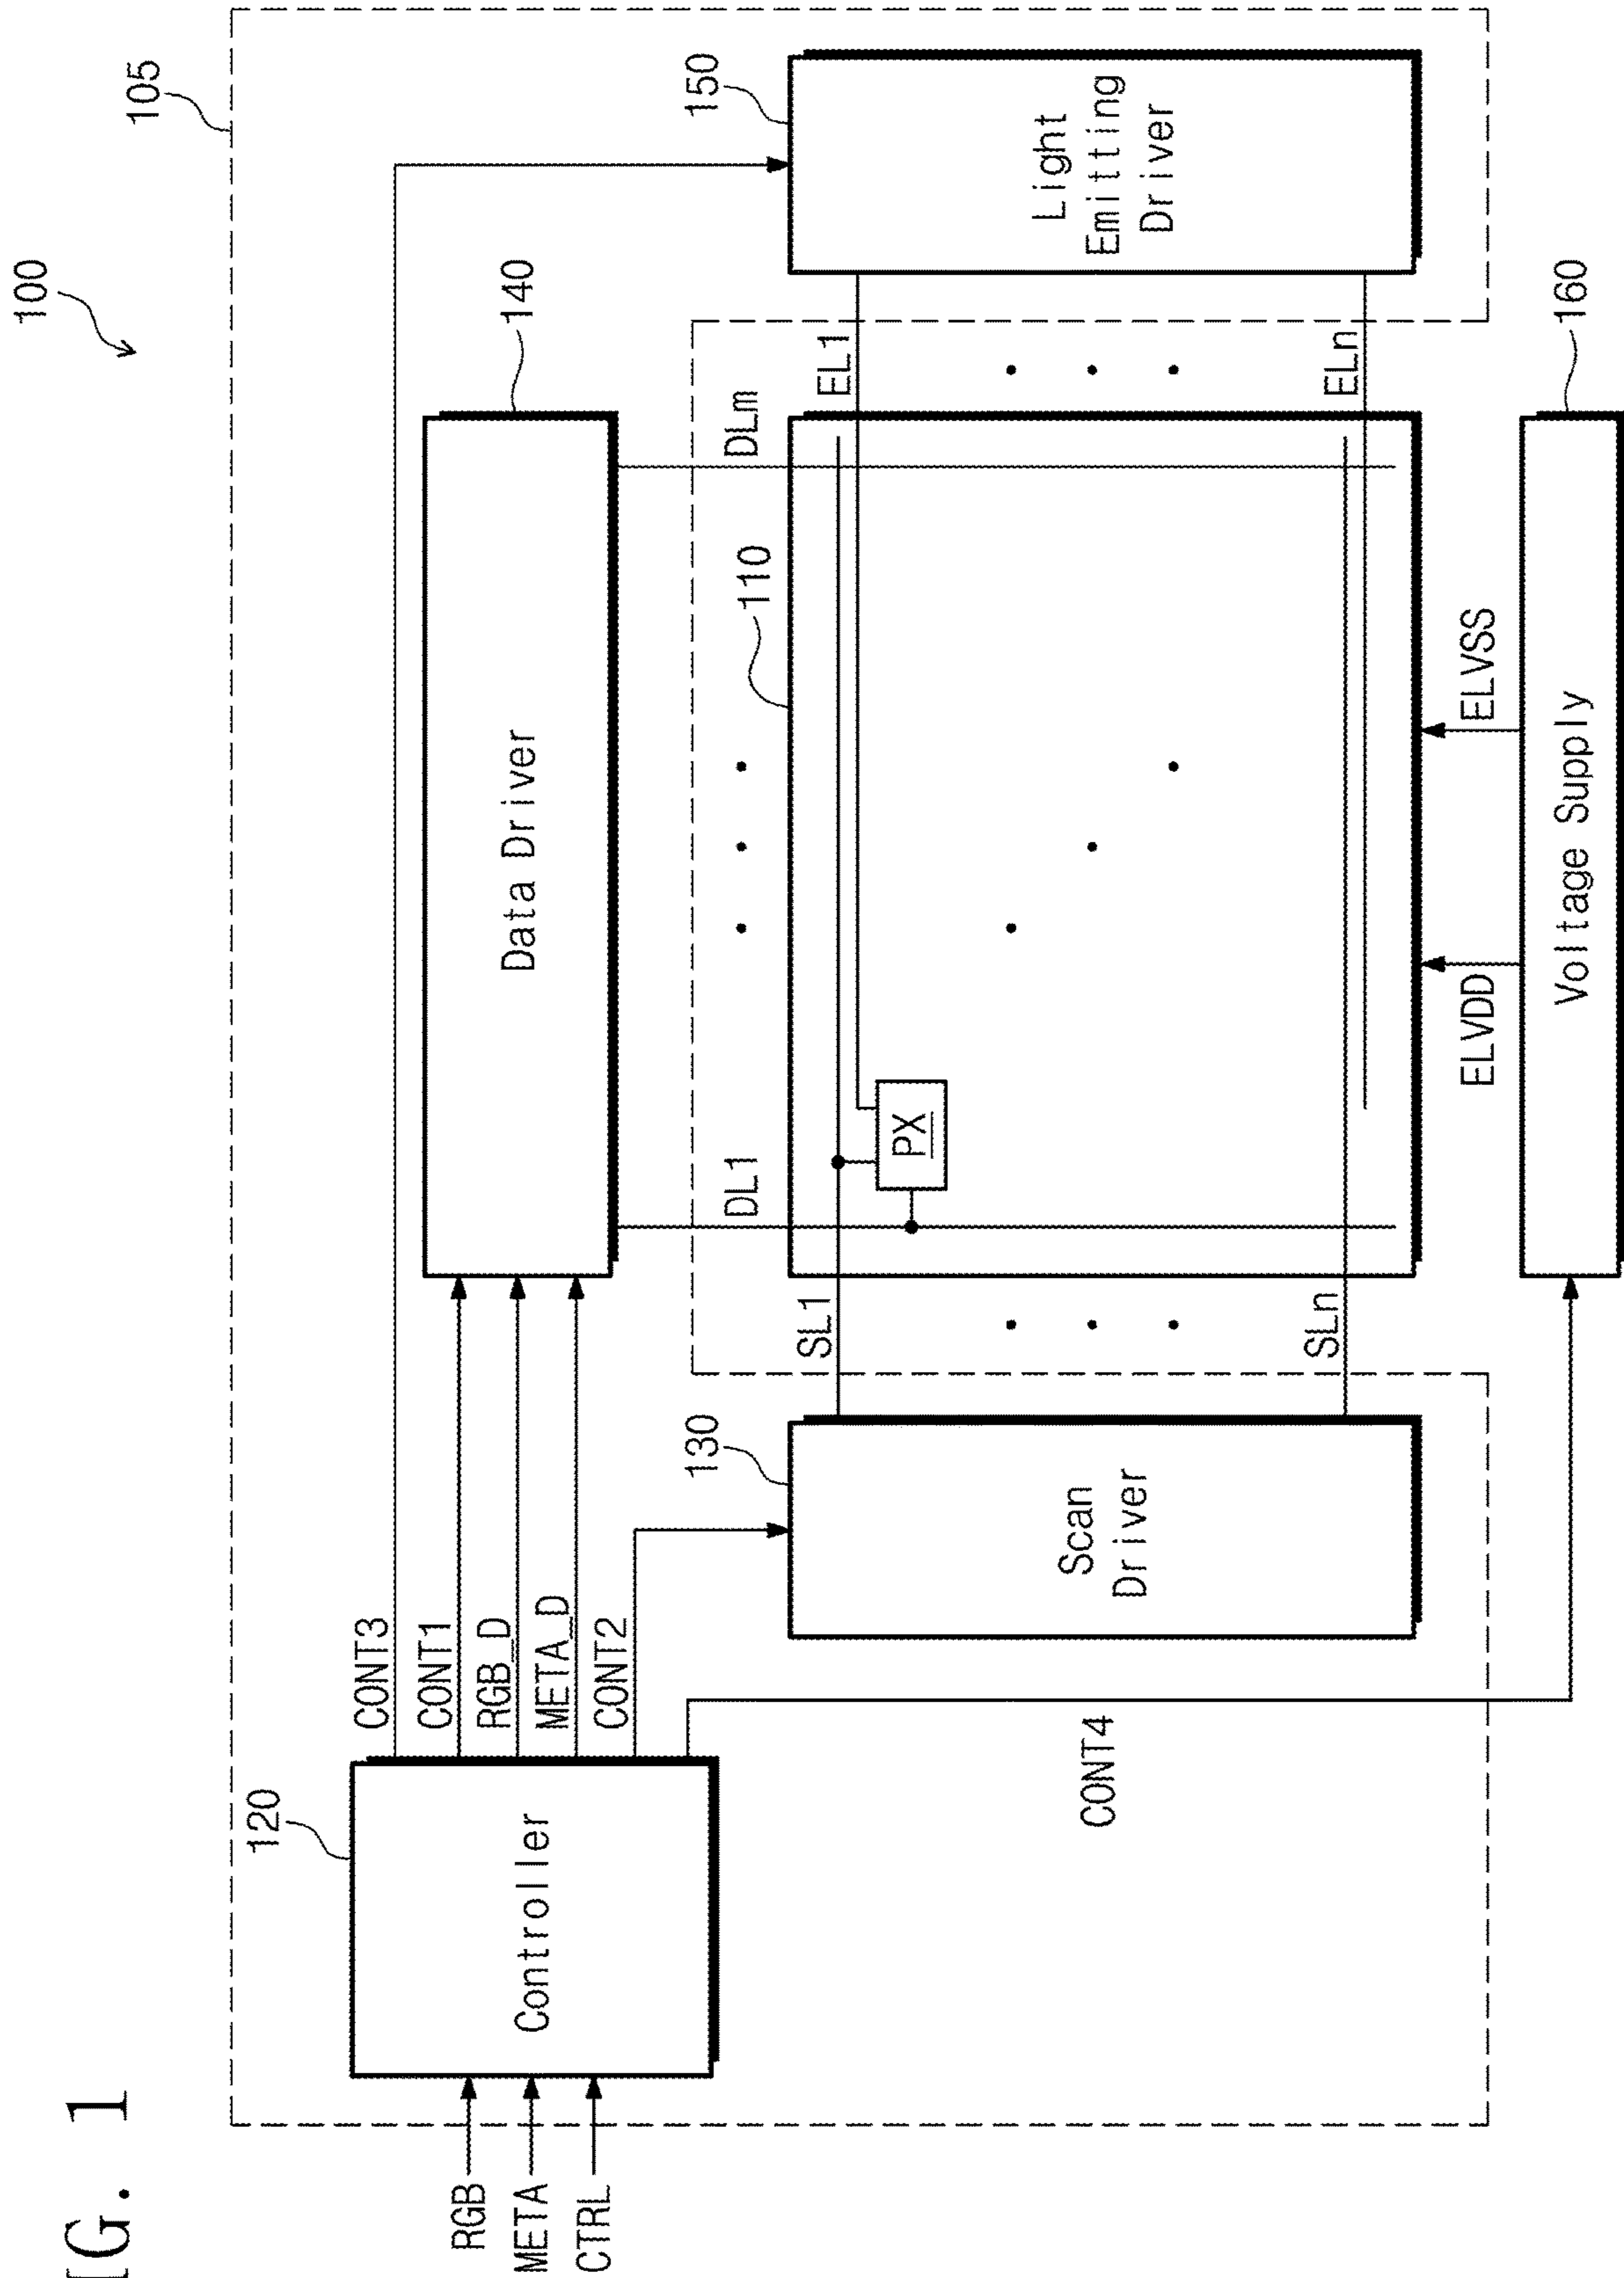 FIG. 1
100
105
CONT3
140
120
CONT1
Data Driver
RGB
RGB_D
META
Controller
META_D
CTRL
CONT2
DL1
DLm
130
110
150
SL1
EL1
PX
Scan
Driver
Light
Emitting
Driver
CONT4
SLn
ELn
ELVDD
ELVSS
160
Voltage Supply